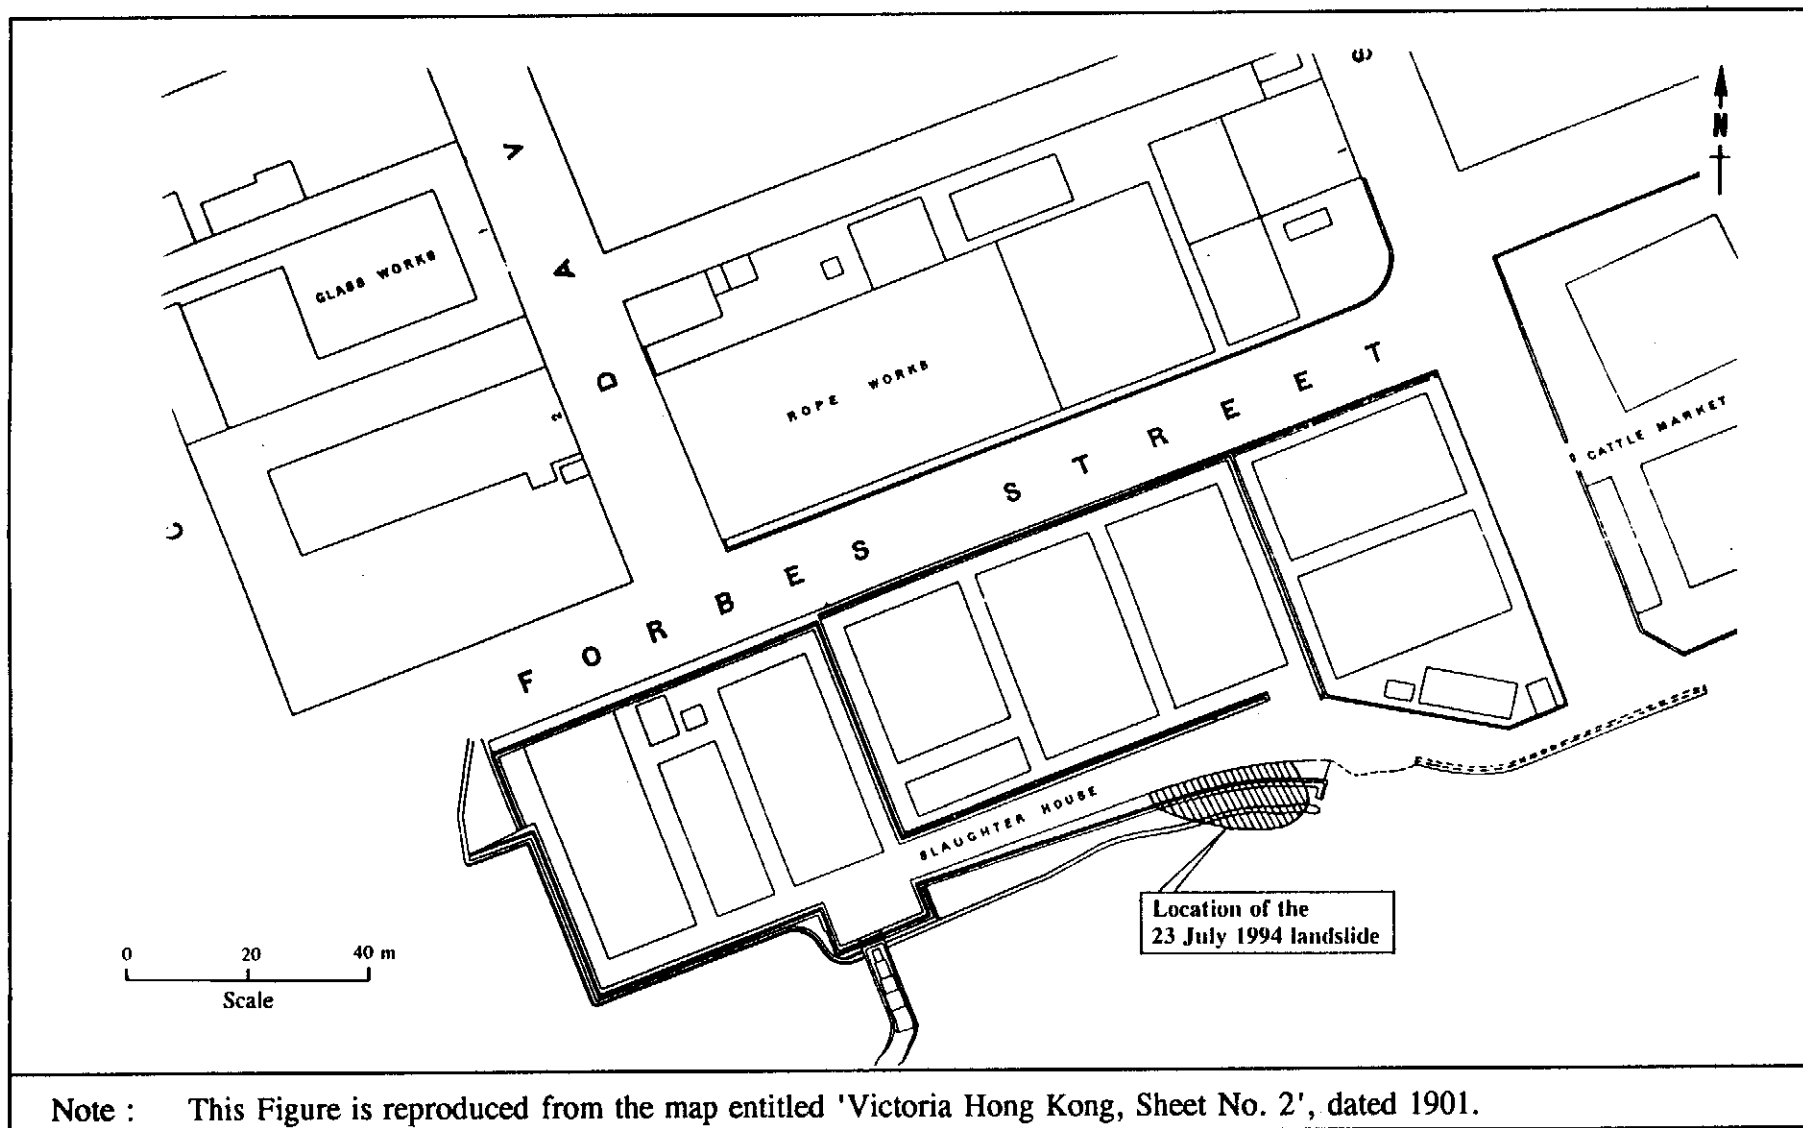 N
GLASS WORKS
D A V
ROPE WORKS
FORBES STREET
CATTLE MARKET
C
2
SLAUGHTER HOUSE
Location of the
23 July 1994 landslide
0 20 40 m
Scale
Note : This Figure is reproduced from the map entitled 'Victoria Hong Kong, Sheet No. 2', dated 1901.